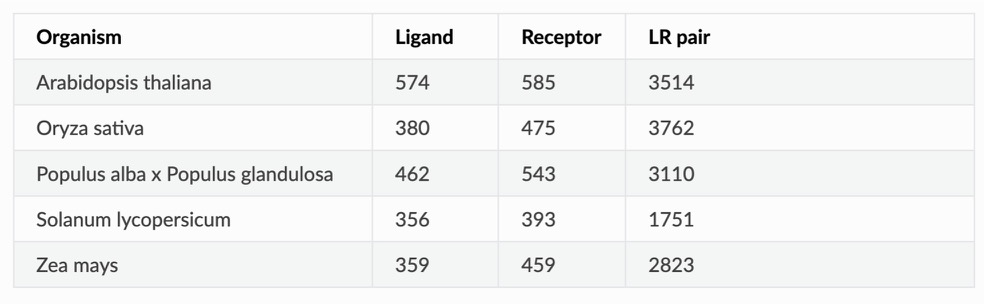 Organism Ligand Receptor LR pair
Arabidopsis thaliana 574 585 3514
Oryza sativa 380 475 3762
Populus alba x Populus glandulosa 462 543 3110
Solanum lycopersicum 356 393 1751
Zea mays 359 459 2823